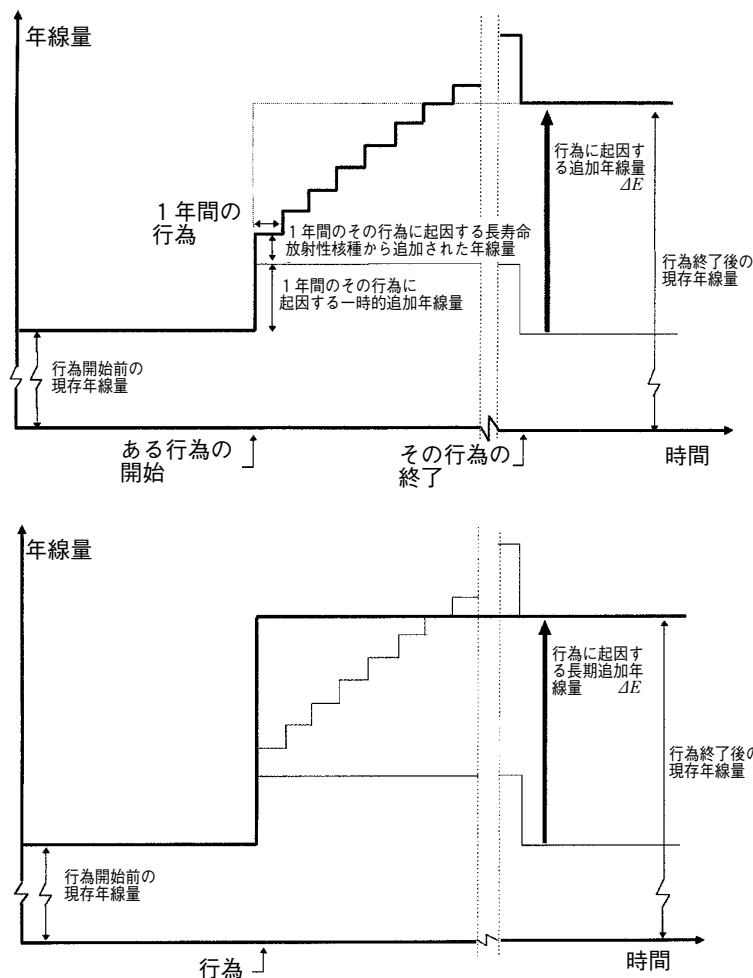 年線量
行為に起因す
る追加年線量
ΔE
1年間の
行為
1年間のその行為に起因する長寿命
放射性核種から追加された年線量
行為終了後の
現存年線量
1年間のその行為に
起因する一時的追加年線量
行為開始前の
現存年線量
ある行為の
開始
その行為の
終了
時間
年線量
行為に起因す
る長期追加年
線量 ΔE
行為終了後の
現存年線量
行為開始前の
現存年線量
行為
時間